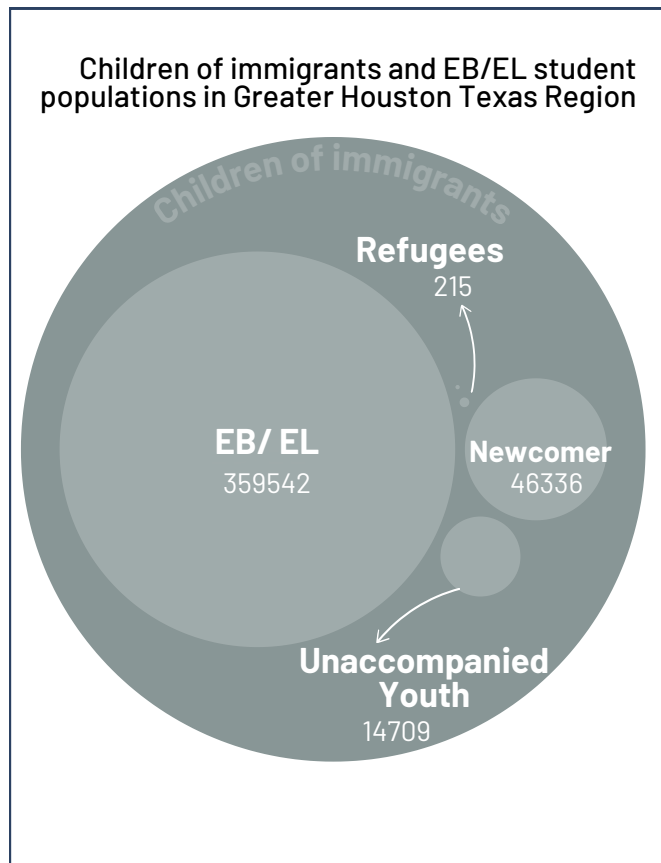 Children of immigrants and EB/EL student
populations in Greater Houston Texas Region
Children of immigrants
Refugees
215
EB/ EL
359542
Newcomer
46336
Unaccompanied
Youth
14709